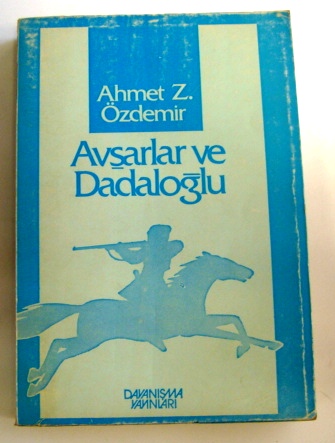 Ahmet Z.
Özdemir
Avşarlar ve
Dadaloğlu
DAYANIŞMA
YAYINLARI